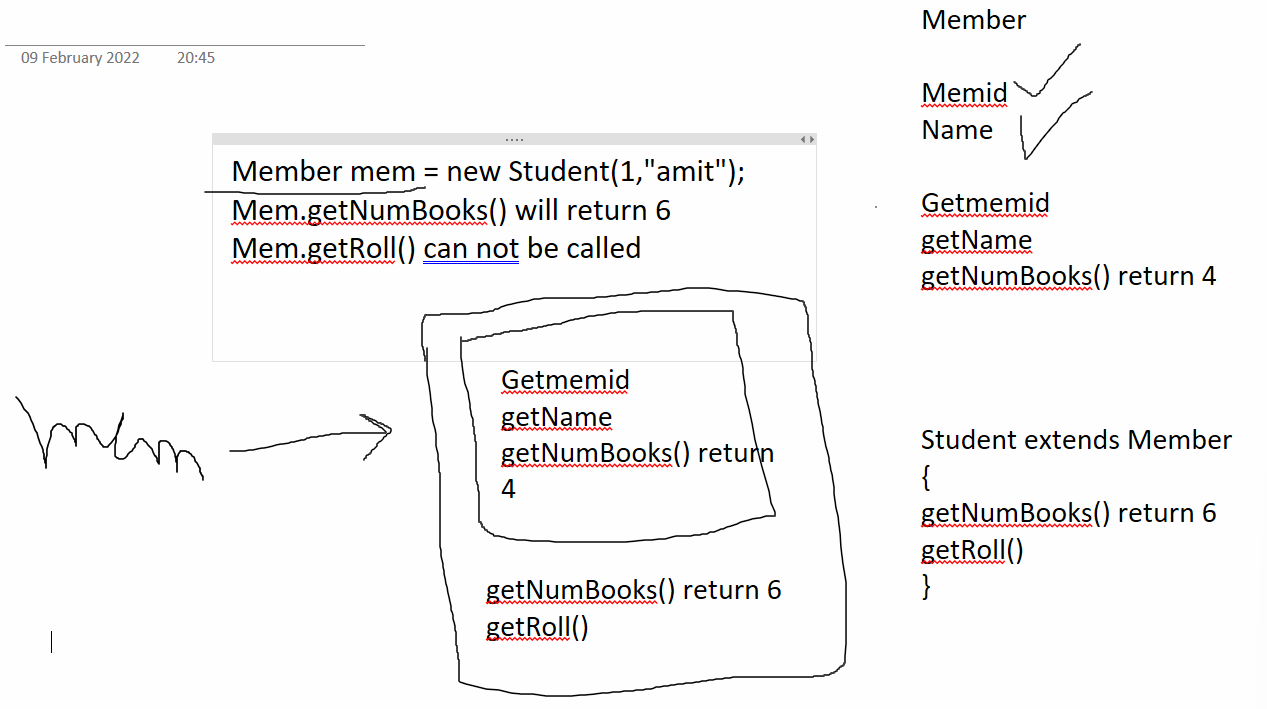 09 February 2022 20:45
Member mem = new Student(1,"amit");
Mem.getNumBooks() will return 6
Mem.getRoll() can not be called
mem
Getmemid
getName
getNumBooks() return
4
getNumBooks() return 6
getRoll()
Member
Memid
Name
Getmemid
getName
getNumBooks() return 4
Student extends Member
{
getNumBooks() return 6
getRoll()
}